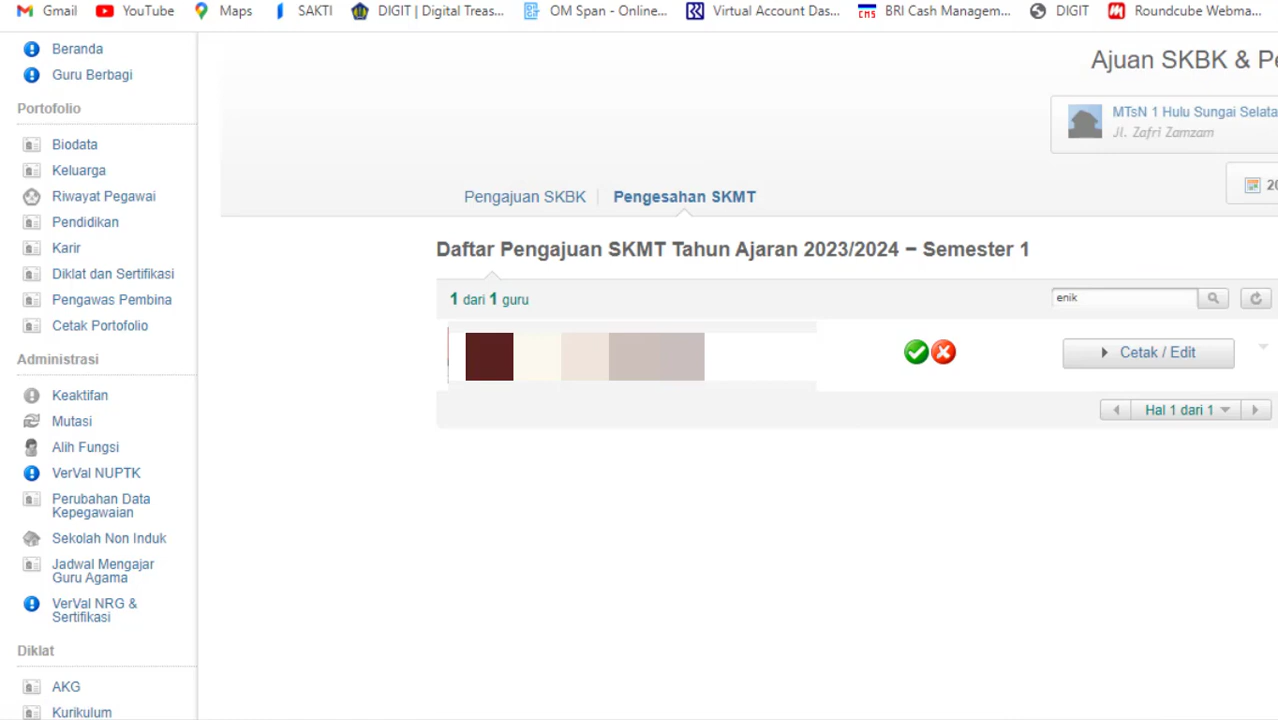 Gmail YouTube Maps SAKTI DIGIT | Digital Treas... OM Span - Online... Virtual Account Das... CMS BRI Cash Managem... DIGIT Roundcube Webma...
Beranda
Guru Berbagi
Portofolio
Biodata
Keluarga
Riwayat Pegawai
Pendidikan
Karir
Diklat dan Sertifikasi
Pengawas Pembina
Cetak Portofolio
Administrasi
Keaktifan
Mutasi
Alih Fungsi
VerVal NUPTK
Perubahan Data
Kepegawaian
Sekolah Non Induk
Jadwal Mengajar
Guru Agama
VerVal NRG &
Sertifikasi
Diklat
AKG
Kurikulum
Ajuan SKBK & Pe
MTsN 1 Hulu Sungai Selata
Jl. Zafri Zamzam
20
Pengajuan SKBK Pengesahan SKMT
Daftar Pengajuan SKMT Tahun Ajaran 2023/2024 – Semester 1
1 dari 1 guru enik
Cetak / Edit
Hal 1 dari 1